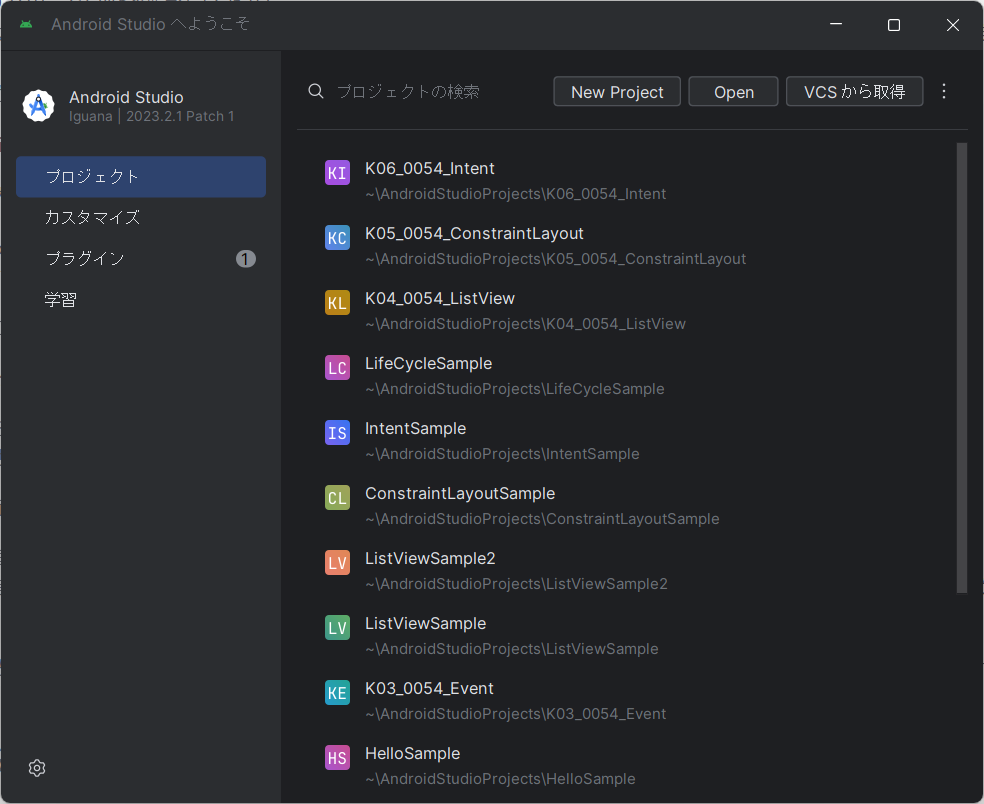 Android Studio へようこそ
Android Studio
Iguana | 2023.2.1 Patch 1
プロジェクト
カスタマイズ
プラグイン 1
学習
プロジェクトの検索
New Project
Open
VCS から取得
KI K06_0054_Intent
~\AndroidStudioProjects\K06_0054_Intent
KC K05_0054_ConstraintLayout
~\AndroidStudioProjects\K05_0054_ConstraintLayout
KL K04_0054_ListView
~\AndroidStudioProjects\K04_0054_ListView
LC LifeCycleSample
~\AndroidStudioProjects\LifeCycleSample
IS IntentSample
~\AndroidStudioProjects\IntentSample
CL ConstraintLayoutSample
~\AndroidStudioProjects\ConstraintLayoutSample
LV ListViewSample2
~\AndroidStudioProjects\ListViewSample2
LV ListViewSample
~\AndroidStudioProjects\ListViewSample
KE K03_0054_Event
~\AndroidStudioProjects\K03_0054_Event
HS HelloSample
~\AndroidStudioProjects\HelloSample